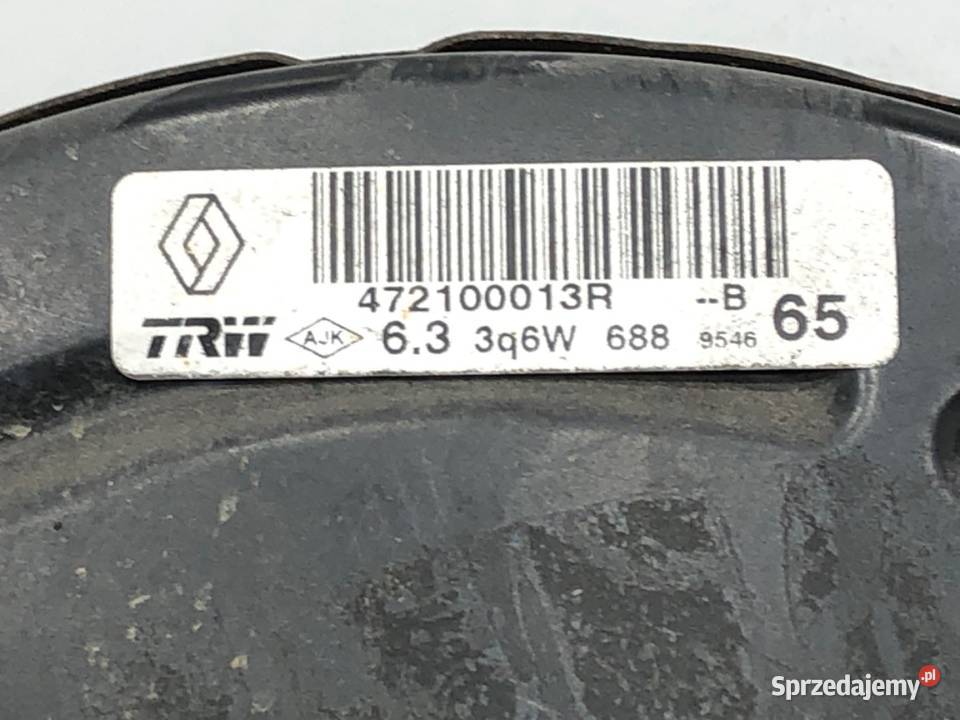 472100013R --B 65
TRW AJK 6.3 3q6W 688 9546
Sprzedajemy.pl